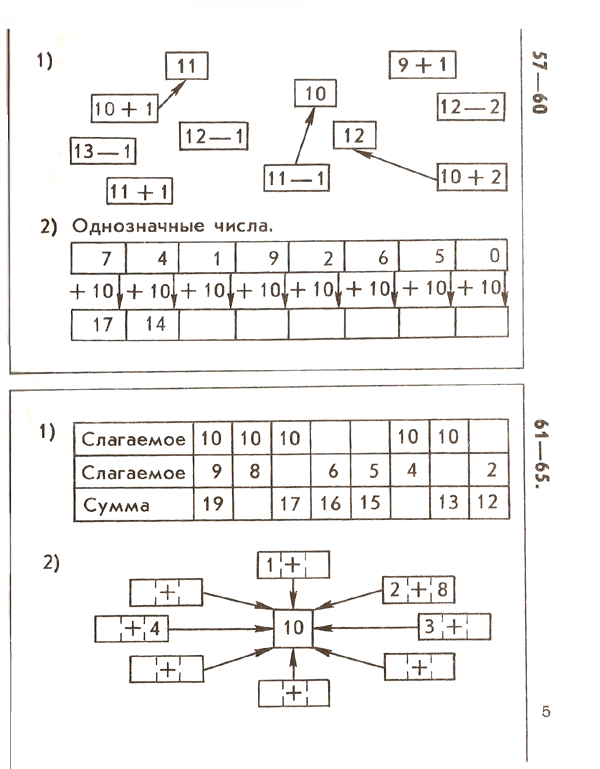 1) 11 9 + 1
10 + 1 10 12 — 2
13 — 1 12 — 1 12
11 + 1 11 — 1 10 + 2
57—60
2) Однозначные числа.
7 4 1 9 2 6 5 0
+ 10 + 10 + 10 + 10 + 10 + 10 + 10 + 10
17 14
1)
Слагаемое 10 10 10 10 10
Слагаемое 9 8 6 5 4 2
Сумма 19 17 16 15 13 12
61—65.
2) 1 +
+ 2 + 8
+ 4 10 3 +
+ +
+
5